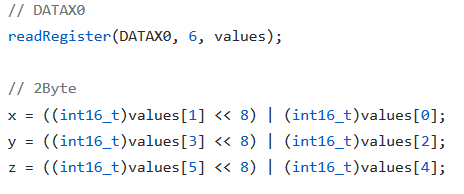 // DATAX0
readRegister(DATAX0, 6, values);
// 2Byte
x = ((int16_t)values[1] << 8) | (int16_t)values[0];
y = ((int16_t)values[3] << 8) | (int16_t)values[2];
z = ((int16_t)values[5] << 8) | (int16_t)values[4];